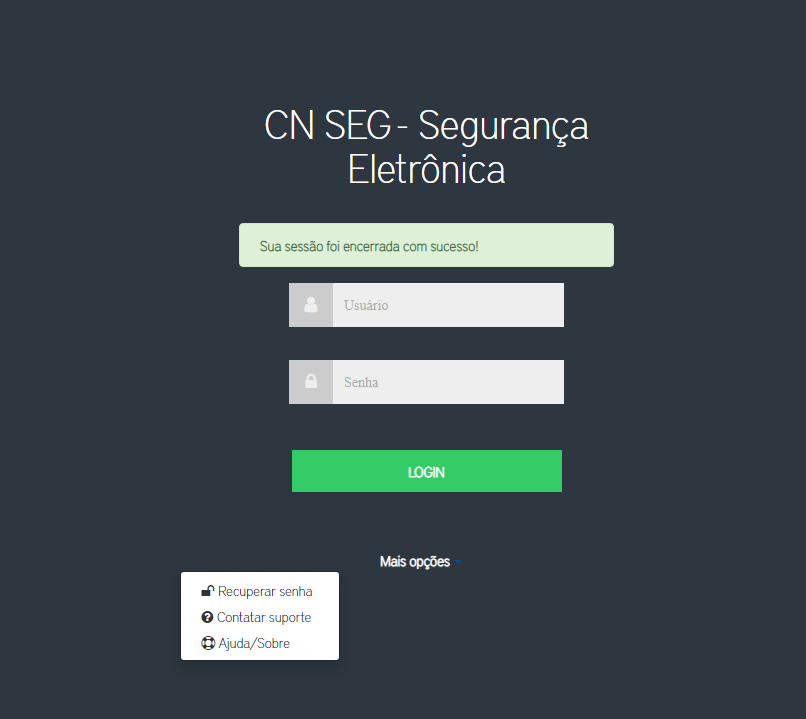 CN SEG - Segurança
Eletrônica
Sua sessão foi encerrada com sucesso!
Usuário
Senha
LOGIN
Mais opções
Recuperar senha
Contatar suporte
Ajuda/Sobre